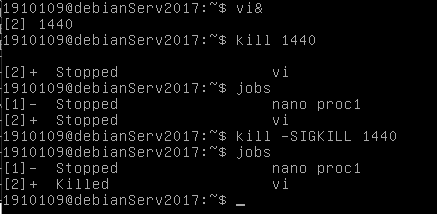 1910109@debianServ2017:~$ vi&
[2] 1440
1910109@debianServ2017:~$ kill 1440
[2]+  Stopped                 vi
1910109@debianServ2017:~$ jobs
[1]-  Stopped                 nano proc1
[2]+  Stopped                 vi
1910109@debianServ2017:~$ kill -SIGKILL 1440
1910109@debianServ2017:~$ jobs
[1]-  Stopped                 nano proc1
[2]+  Killed                  vi
1910109@debianServ2017:~$ _